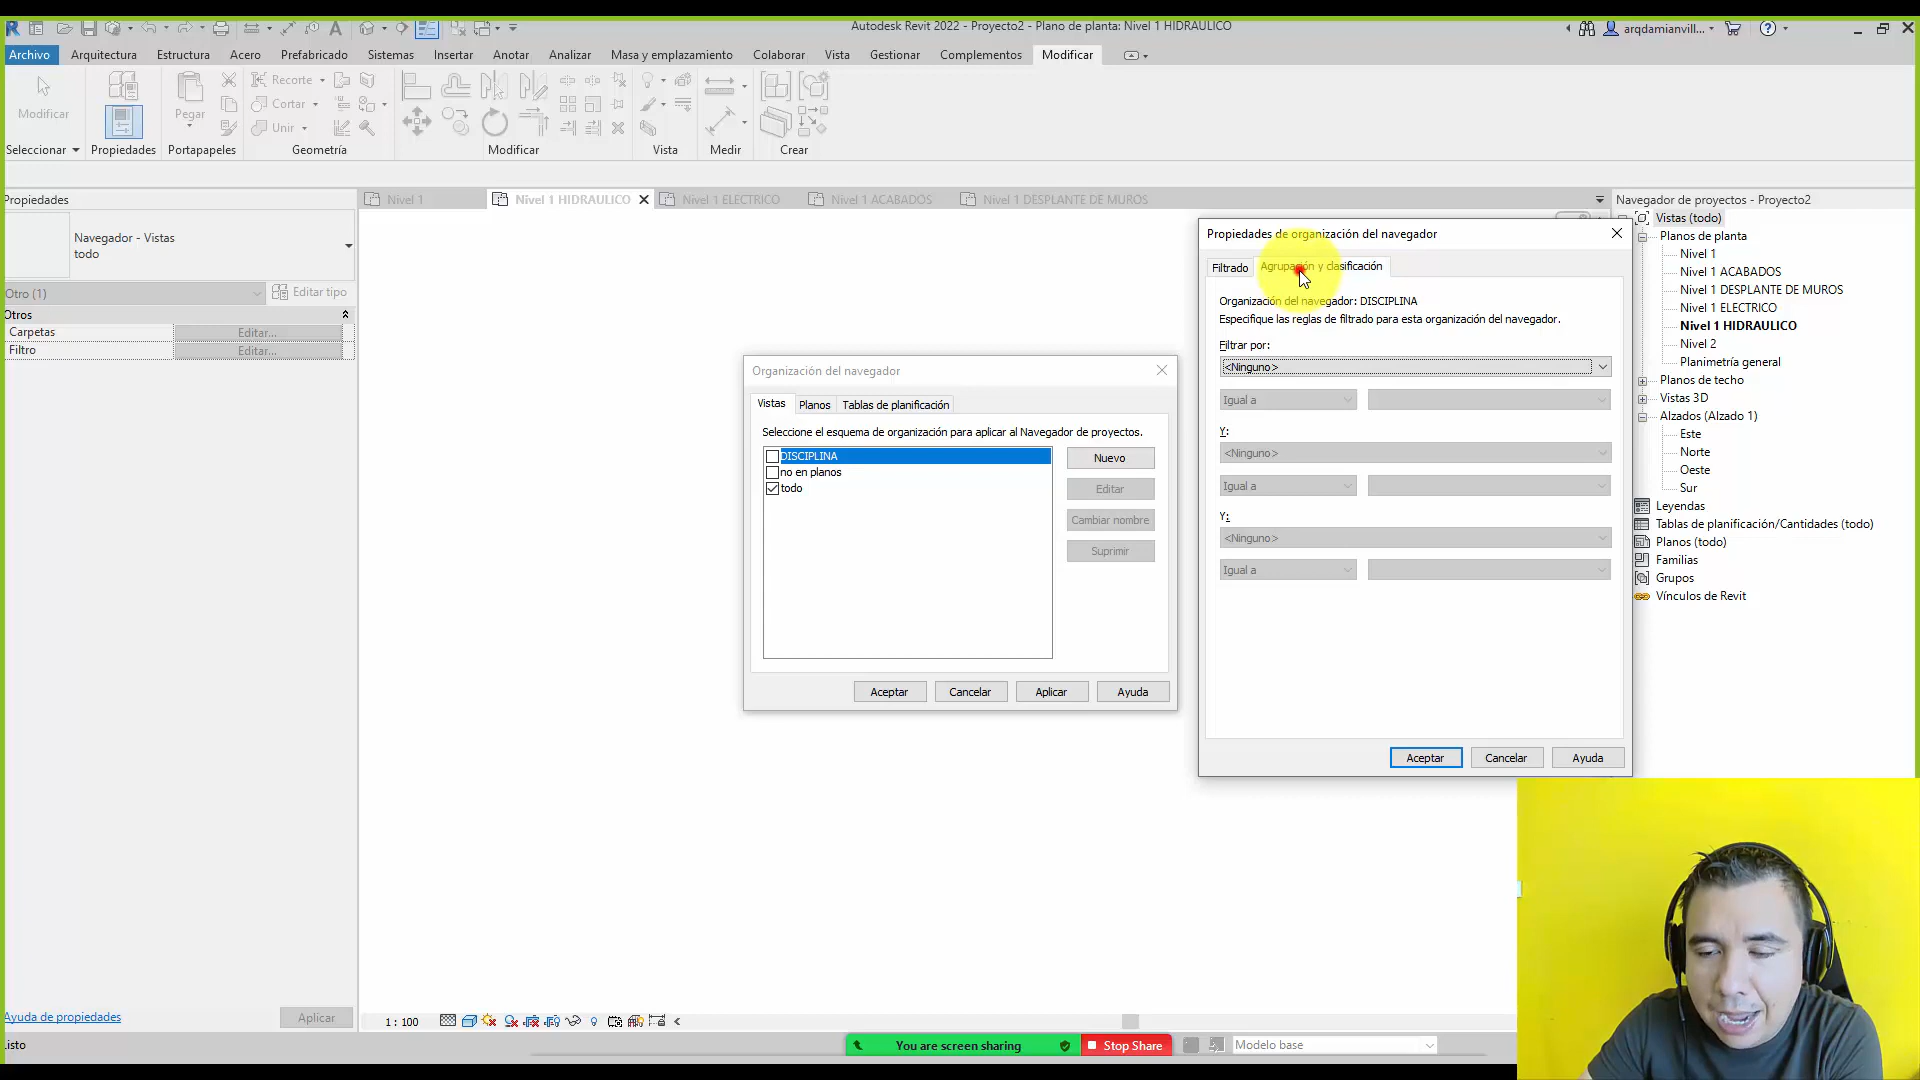 Autodesk Revit 2022 - Proyecto2 - Plano de planta: Nivel 1 HIDRAULICO
arqdamianvill...
Archivo Arquitectura Estructura Acero Prefabricado Sistemas Insertar Anotar Analizar Masa y emplazamiento Colaborar Vista Gestionar Complementos Modificar
Modificar
Pegar
Recorte
Cortar
Unir
Seleccionar Propiedades Portapapeles Geometría Modificar Vista Medir Crear
Propiedades
Nivel 1
Nivel 1 HIDRAULICO
Nivel 1 ELECTRICO
Nivel 1 ACABADOS
Nivel 1 DESPLANTE DE MUROS
Navegador de proyectos - Proyecto2
Navegador - Vistas
todo
Otro (1)
Editar tipo
Otros
Carpetas Editar...
Filtro Editar...
Ayuda de propiedades
Aplicar
Organización del navegador
Vistas Planos Tablas de planificación
Seleccione el esquema de organización para aplicar al Navegador de proyectos.
DISCIPLINA
no en planos
todo
Nuevo
Editar
Cambiar nombre
Suprimir
Aceptar Cancelar Aplicar Ayuda
Propiedades de organización del navegador
Filtrado Agrupación y clasificación
Organización del navegador: DISCIPLINA
Especifique las reglas de filtrado para esta organización del navegador.
Filtrar por:
<Ninguno>
Igual a
Y:
<Ninguno>
Igual a
Y:
<Ninguno>
Igual a
Aceptar Cancelar Ayuda
Vistas (todo)
Planos de planta
Nivel 1
Nivel 1 ACABADOS
Nivel 1 DESPLANTE DE MUROS
Nivel 1 ELECTRICO
Nivel 1 HIDRAULICO
Nivel 2
Planimetría general
Planos de techo
Vistas 3D
Alzados (Alzado 1)
Este
Norte
Oeste
Sur
Leyendas
Tablas de planificación/Cantidades (todo)
Planos (todo)
Familias
Grupos
Vínculos de Revit
1 : 100
You are screen sharing
Stop Share
Modelo base